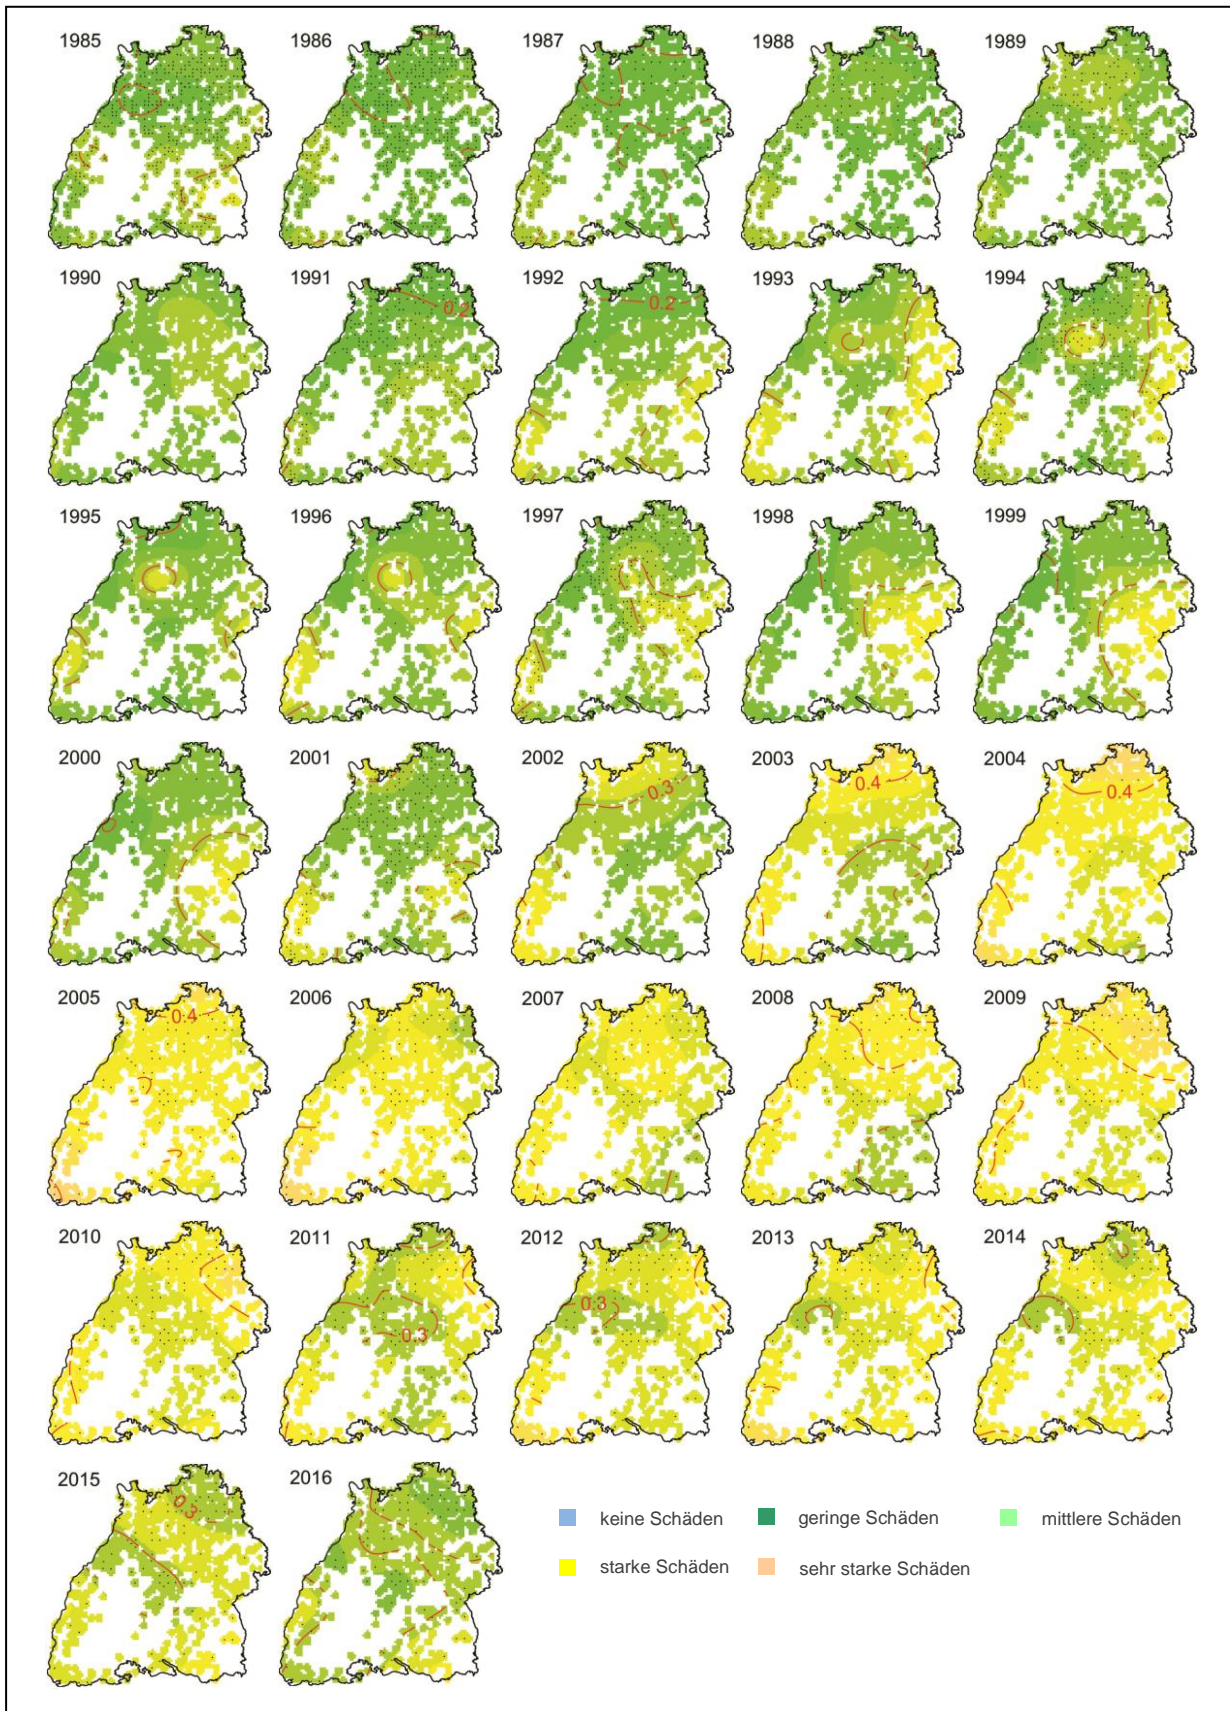 1985 1986 1987 1988 1989
1990 1991 1992 1993 1994
0.2 0.2
1995 1996 1997 1998 1999
2000 2001 2002 2003 2004
0.3 0.4 0.4
2005 2006 2007 2008 2009
0.4
2010 2011 2012 2013 2014
0.3 0.3
2015 2016
0.3
keine Schäden geringe Schäden mittlere Schäden
starke Schäden sehr starke Schäden